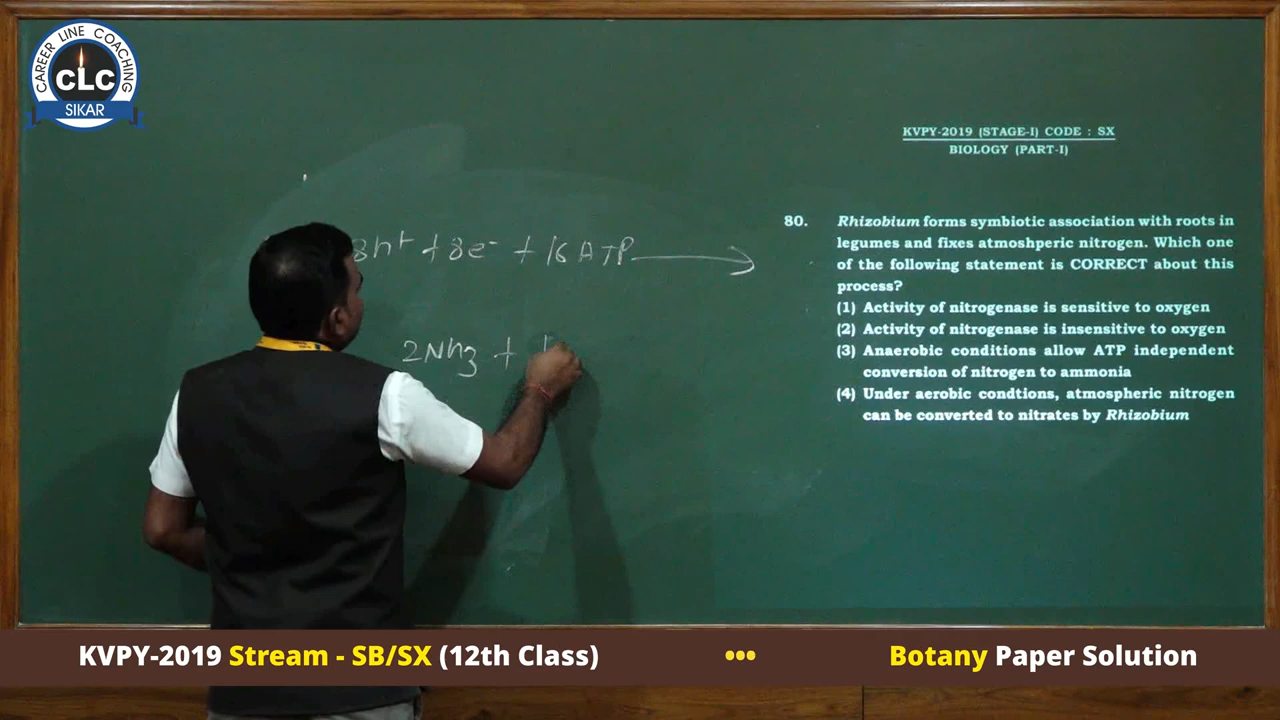 CAREER LINE COACHING
CLC
SIKAR
KVPY-2019 (STAGE-I) CODE : SX
BIOLOGY (PART-I)
80. Rhizobium forms symbiotic association with roots in
legumes and fixes atmoshperic nitrogen. Which one
of the following statement is CORRECT about this
process?
(1) Activity of nitrogenase is sensitive to oxygen
(2) Activity of nitrogenase is insensitive to oxygen
(3) Anaerobic conditions allow ATP independent
conversion of nitrogen to ammonia
(4) Under aerobic condtions, atmospheric nitrogen
can be converted to nitrates by Rhizobium
8h⁺ + 8e⁻ + 16 ATP ⟶
2Nh₃ +
KVPY-2019 Stream - SB/SX (12th Class) ••• Botany Paper Solution